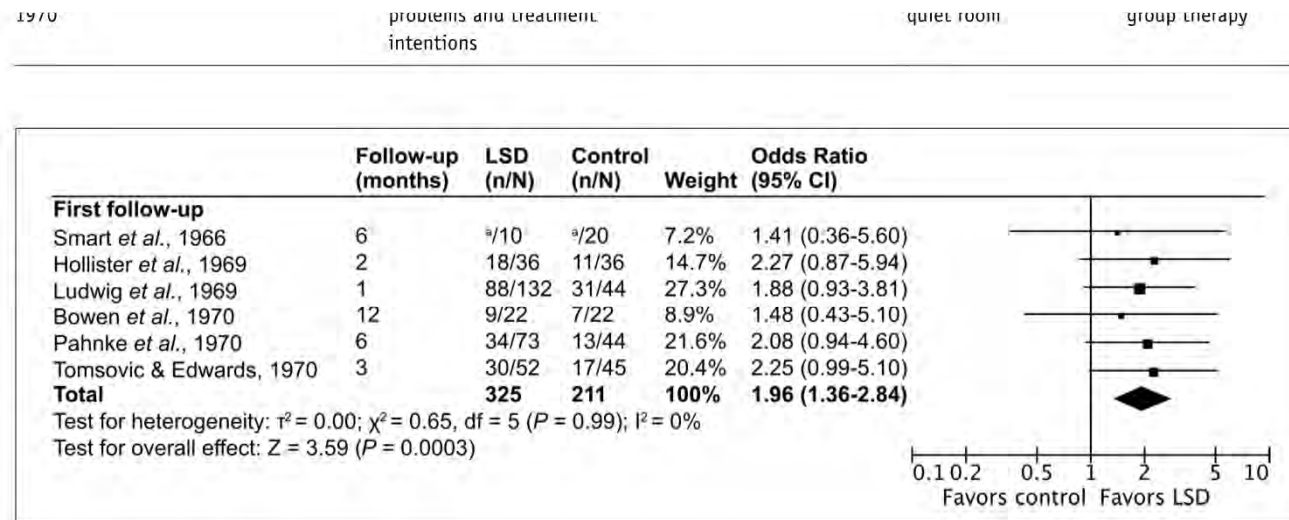 1970 problems and treatment quiet room group therapy
intentions
Follow-up LSD Control Odds Ratio
(months) (n/N) (n/N) Weight (95% CI)
First follow-up
Smart et al., 1966 6 ᵃ/10 ᵃ/20 7.2% 1.41 (0.36-5.60)
Hollister et al., 1969 2 18/36 11/36 14.7% 2.27 (0.87-5.94)
Ludwig et al., 1969 1 88/132 31/44 27.3% 1.88 (0.93-3.81)
Bowen et al., 1970 12 9/22 7/22 8.9% 1.48 (0.43-5.10)
Pahnke et al., 1970 6 34/73 13/44 21.6% 2.08 (0.94-4.60)
Tomsovic & Edwards, 1970 3 30/52 17/45 20.4% 2.25 (0.99-5.10)
Total 325 211 100% 1.96 (1.36-2.84)
Test for heterogeneity: τ² = 0.00; χ² = 0.65, df = 5 (P = 0.99); I² = 0%
Test for overall effect: Z = 3.59 (P = 0.0003)
0.1 0.2 0.5 1 2 5 10
Favors control Favors LSD